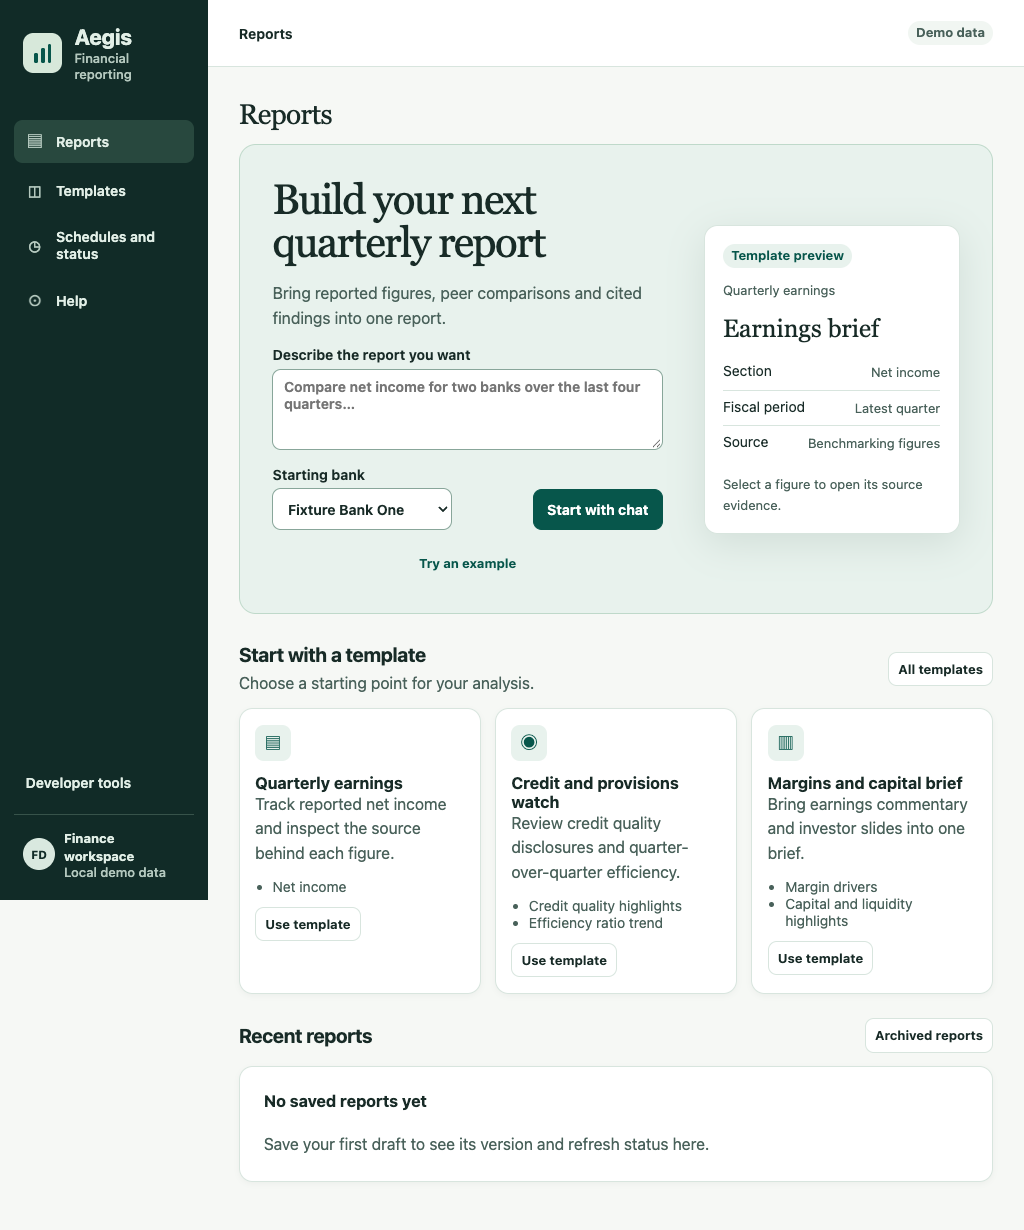 Aegis
Financial
reporting
Reports
Templates
Schedules and
status
Help
Developer tools
FD
Finance
workspace
Local demo data
Reports
Demo data
Reports
Build your next
quarterly report
Bring reported figures, peer comparisons and cited
findings into one report.
Describe the report you want
Compare net income for two banks over the last four
quarters...
Starting bank
Fixture Bank One
Start with chat
Try an example
Template preview
Quarterly earnings
Earnings brief
Section Net income
Fiscal period Latest quarter
Source Benchmarking figures
Select a figure to open its source
evidence.
Start with a template
Choose a starting point for your analysis.
All templates
Quarterly earnings
Track reported net income
and inspect the source
behind each figure.
• Net income
Use template
Credit and provisions
watch
Review credit quality
disclosures and quarter-
over-quarter efficiency.
• Credit quality highlights
• Efficiency ratio trend
Use template
Margins and capital brief
Bring earnings commentary
and investor slides into one
brief.
• Margin drivers
• Capital and liquidity
highlights
Use template
Recent reports
Archived reports
No saved reports yet
Save your first draft to see its version and refresh status here.